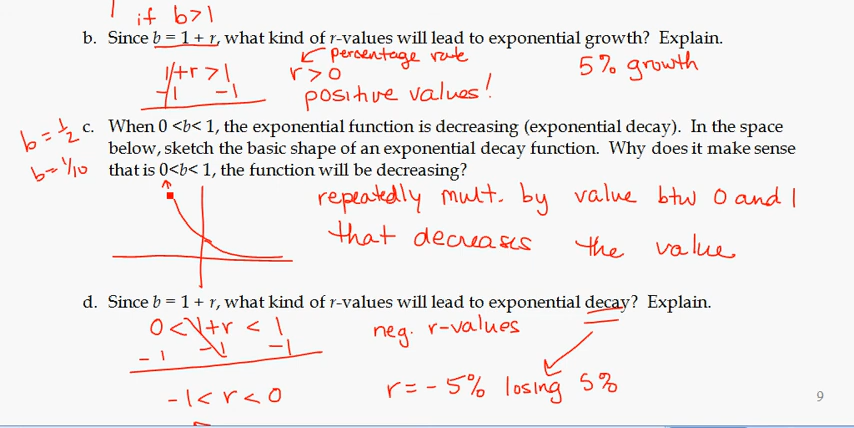 if b>1
b. Since b = 1 + r, what kind of r-values will lead to exponential growth? Explain.
percentage rate
1+r >1
r>0
5% growth
-1 -1
positive values!
b=1/2
c. When 0 <b< 1, the exponential function is decreasing (exponential decay). In the space
below, sketch the basic shape of an exponential decay function. Why does it make sense
b=1/10
that is 0<b< 1, the function will be decreasing?
repeatedly mult. by value btw 0 and 1
that decreases the value
d. Since b = 1 + r, what kind of r-values will lead to exponential decay? Explain.
0<1+r < 1
neg. r-values
-1 -1 -1
r=-5% losing 5%
-1< r < 0
9